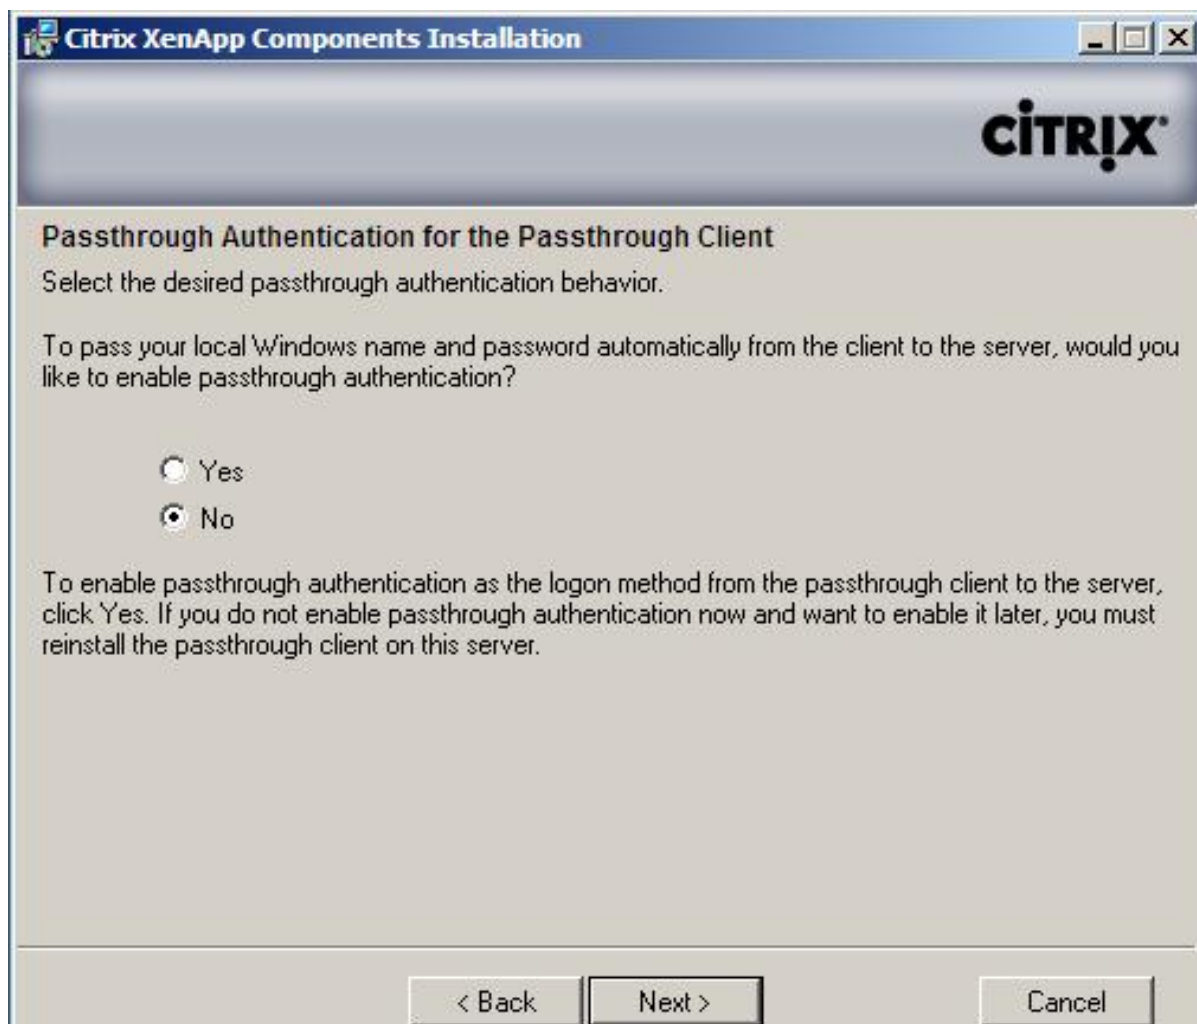 Citrix XenApp Components Installation
CİTRIX
Passthrough Authentication for the Passthrough Client
Select the desired passthrough authentication behavior.
To pass your local Windows name and password automatically from the client to the server, would you
like to enable passthrough authentication?
Yes
No
To enable passthrough authentication as the logon method from the passthrough client to the server,
click Yes. If you do not enable passthrough authentication now and want to enable it later, you must
reinstall the passthrough client on this server.
< Back Next > Cancel